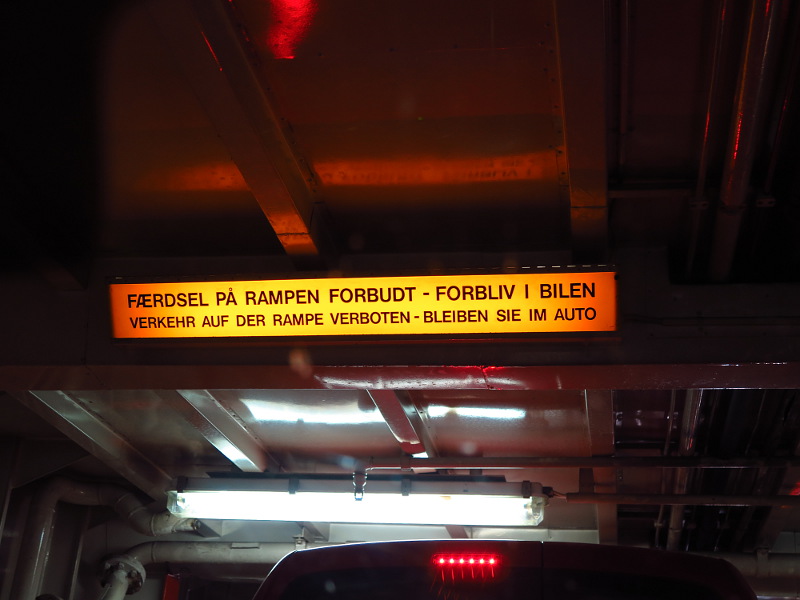 FÆRDSEL PÅ RAMPEN FORBUDT - FORBLIV I BILEN
VERKEHR AUF DER RAMPE VERBOTEN - BLEIBEN SIE IM AUTO